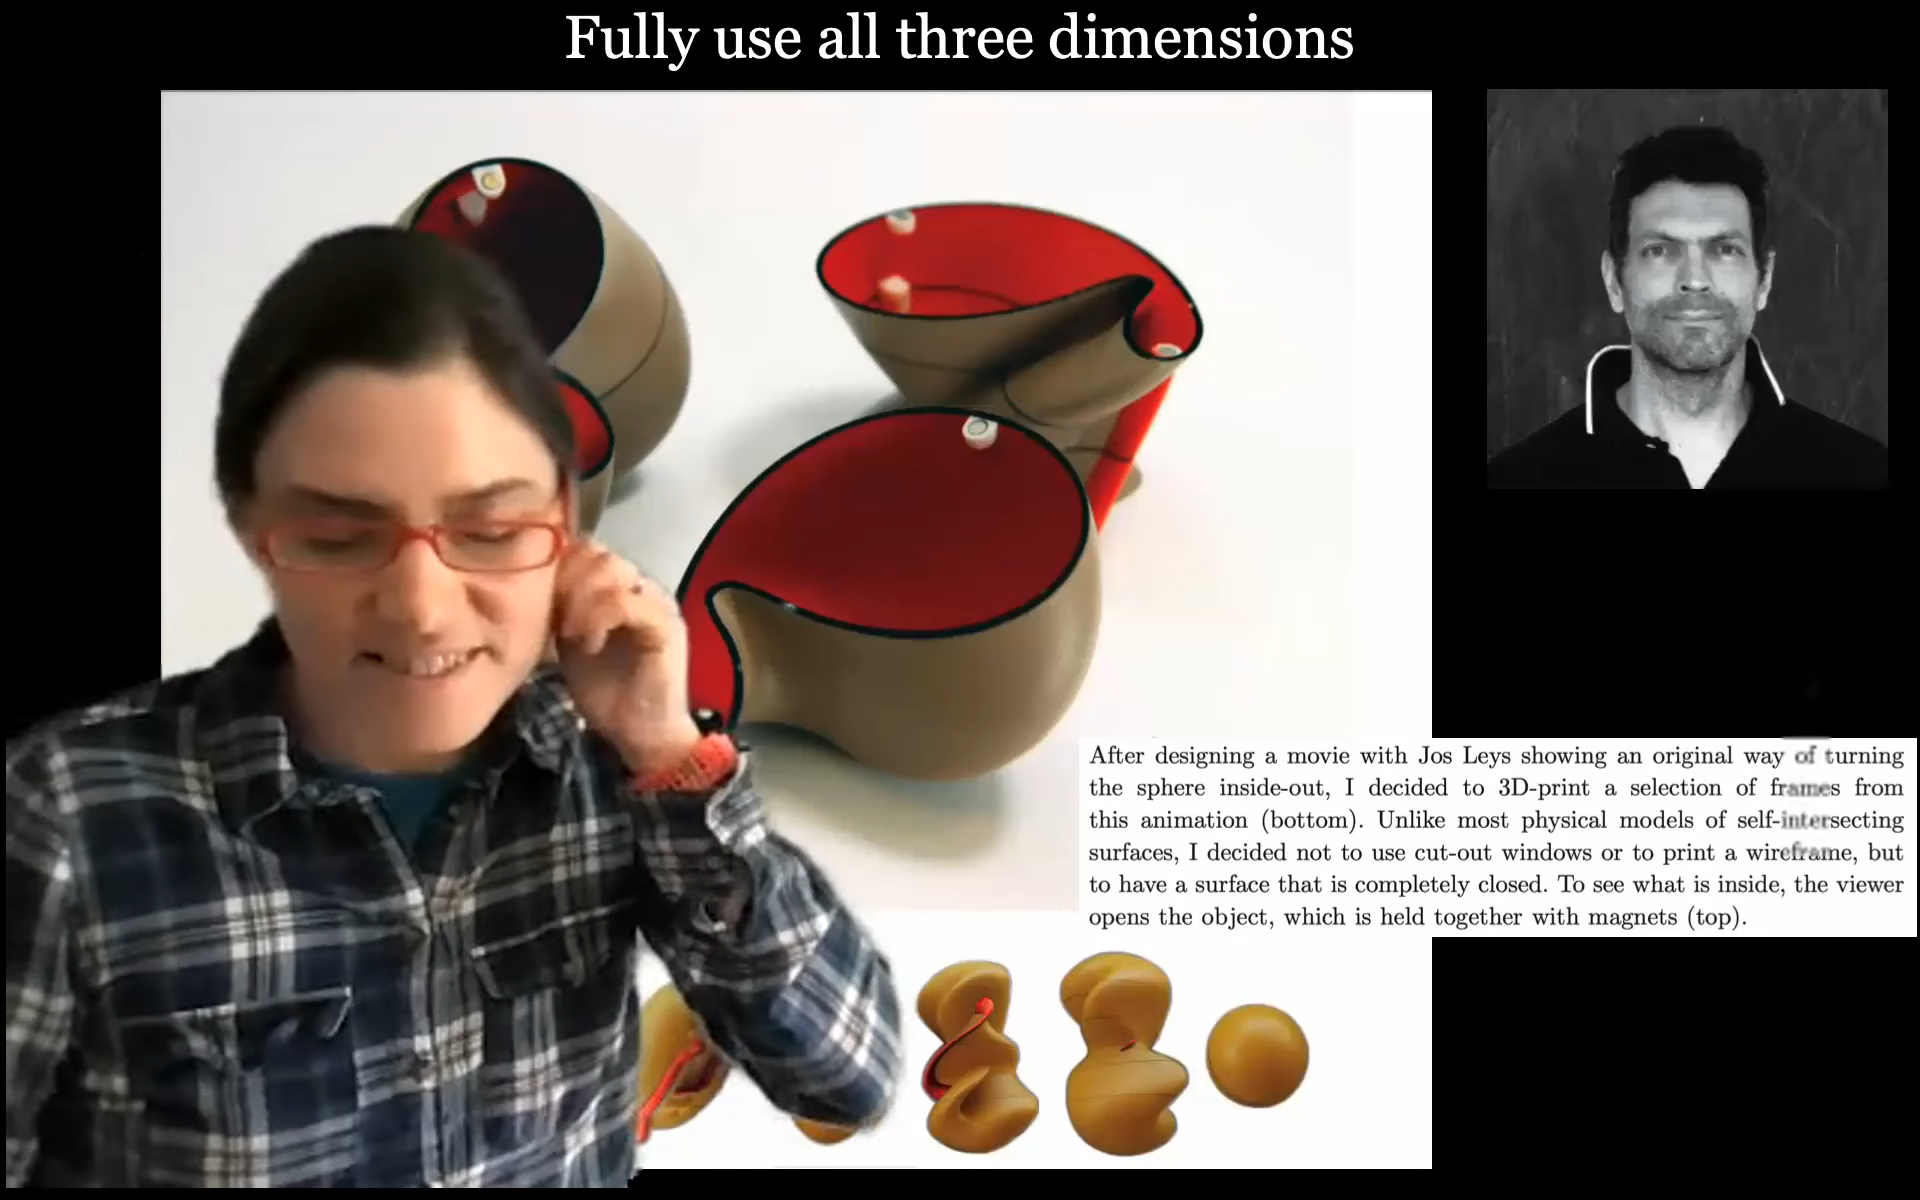 Fully use all three dimensions
After designing a movie with Jos Leys showing an original way of turning
the sphere inside-out, I decided to 3D-print a selection of frames from
this animation (bottom). Unlike most physical models of self-intersecting
surfaces, I decided not to use cut-out windows or to print a wireframe, but
to have a surface that is completely closed. To see what is inside, the viewer
opens the object, which is held together with magnets (top).